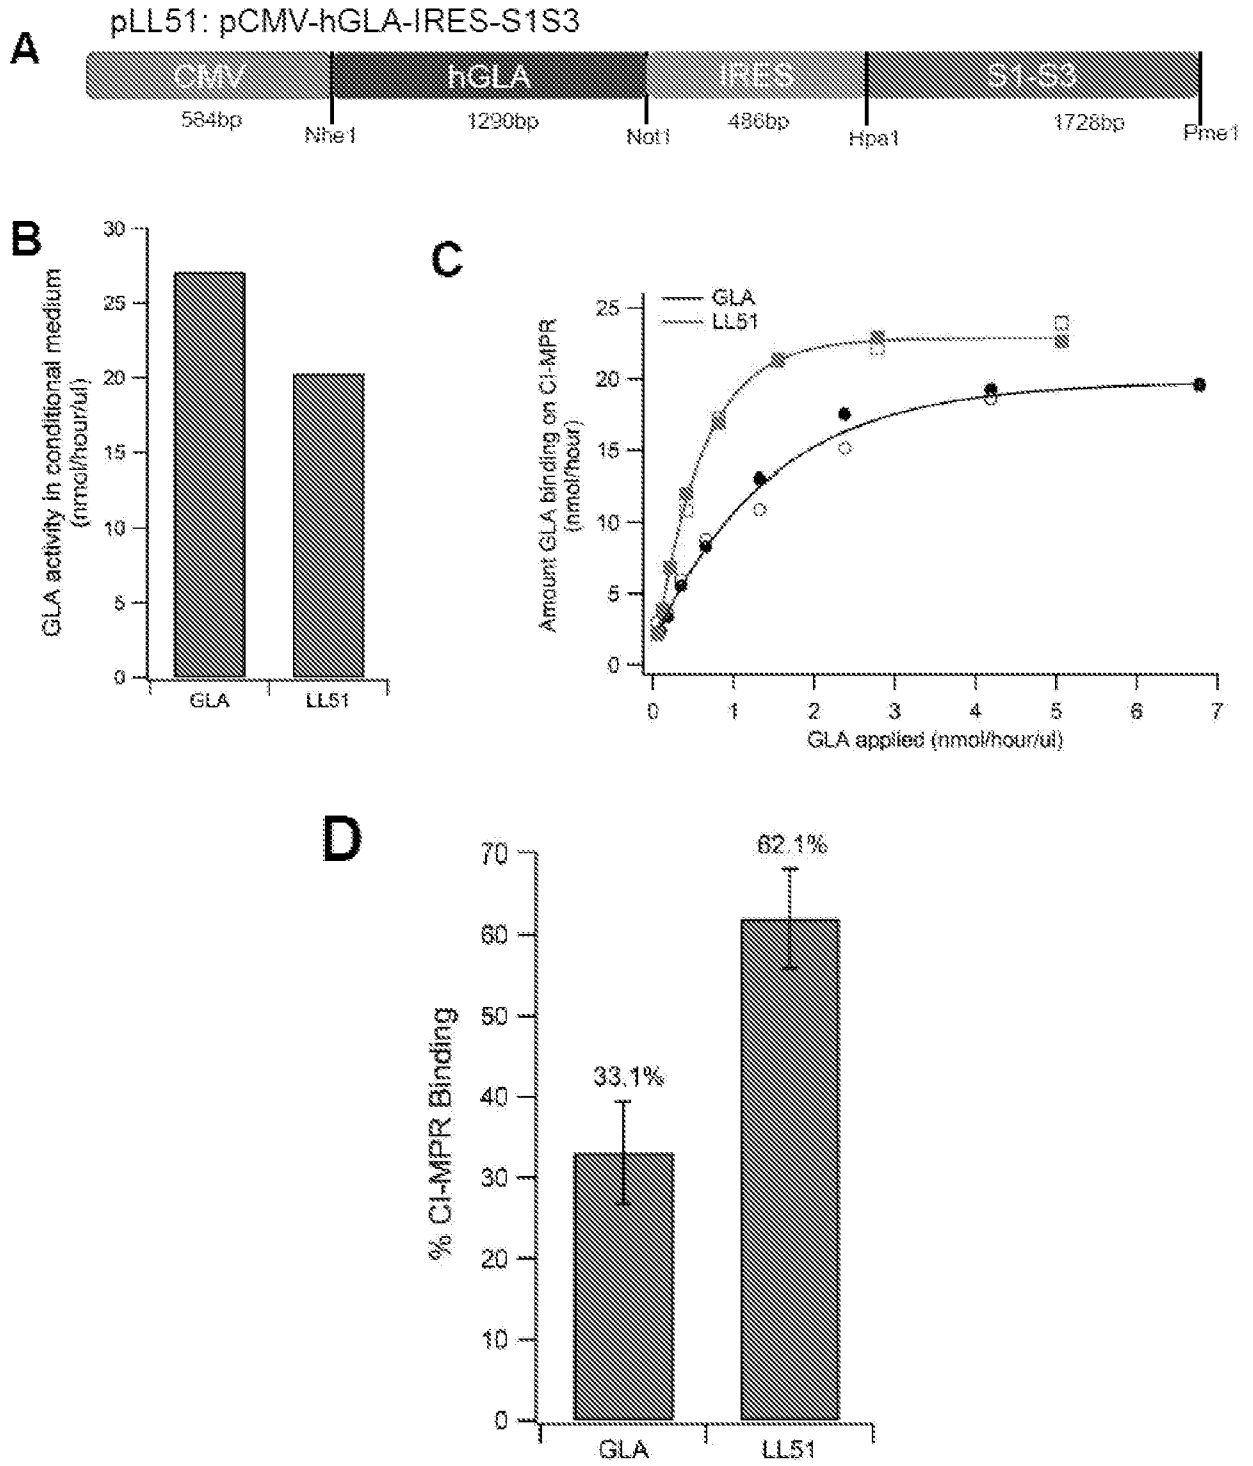 pLL51: pCMV-hGLA-IRES-S1S3
A
CMV hGLA IRES S1-S3
584bp 1290bp 486bp 1728bp
Nhe1 Not1 Hpa1 Pme1
B
GLA activity in conditional medium
(nmol/hour/ul)
30
25
20
15
10
5
0
GLA LL51
C
Amount GLA binding on CI-MPR
(nmol/hour)
GLA
LL51
25
20
15
10
5
0
0 1 2 3 4 5 6 7
GLA applied (nmol/hour/ul)
D
% CI-MPR Binding
70
60
50
40
30
20
10
0
33.1%
62.1%
GLA LL51